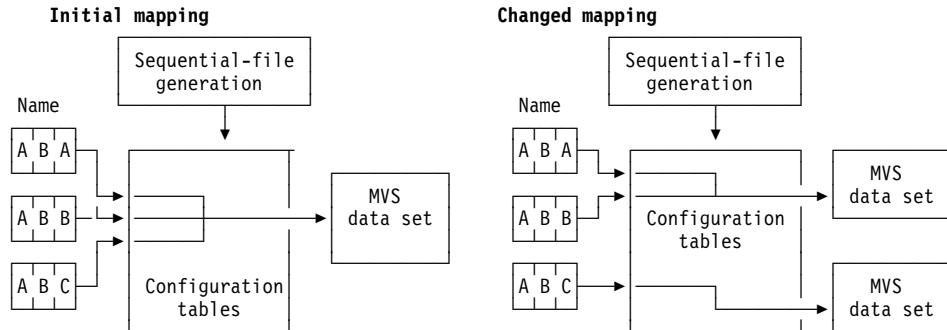 Initial mapping
Sequential-file
generation
Name
A B A
A B B
A B C
MVS
data set
Configuration
tables
Changed mapping
Sequential-file
generation
Name
A B A
A B B
A B C
Configuration
tables
MVS
data set
MVS
data set